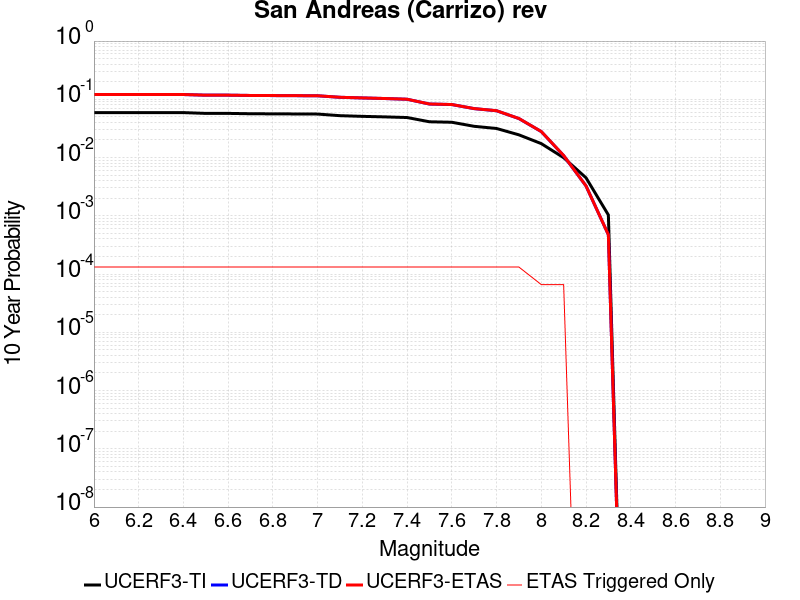 San Andreas (Carrizo) rev
10 Year Probability
10^0
10^-1
10^-2
10^-3
10^-4
10^-5
10^-6
10^-7
10^-8
6 6.2 6.4 6.6 6.8 7 7.2 7.4 7.6 7.8 8 8.2 8.4 8.6 8.8 9
Magnitude
UCERF3-TI UCERF3-TD UCERF3-ETAS ETAS Triggered Only